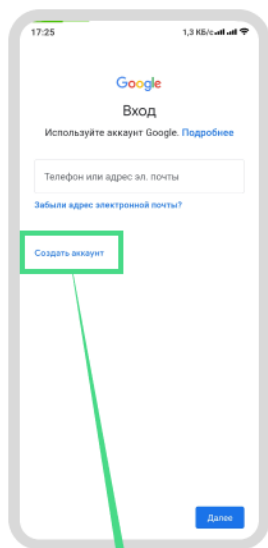 17:25 1,3 КБ/с
Google
Вход
Используйте аккаунт Google. Подробнее
Телефон или адрес эл. почты
Забыли адрес электронной почты?
Создать аккаунт
Далее